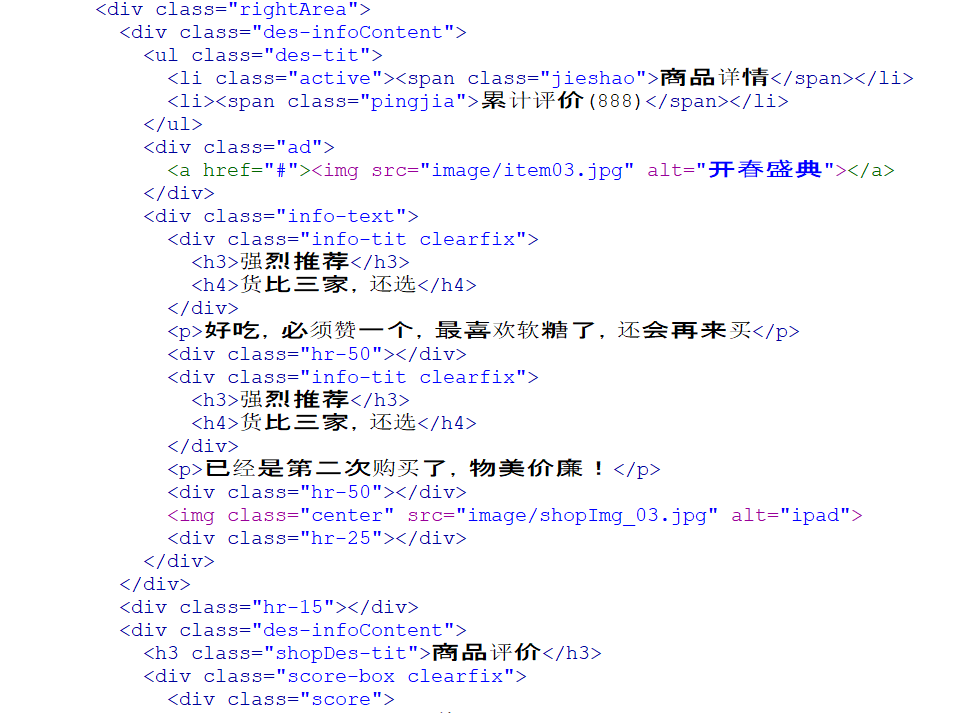 <div class="rightArea">
<div class="des-infoContent">
<ul class="des-tit">
<li class="active"><span class="jieshao">商品详情</span></li>
<li><span class="pingjia">累计评价(888)</span></li>
</ul>
<div class="ad">
<a href="#"><img src="image/item03.jpg" alt="开春盛典"></a>
</div>
<div class="info-text">
<div class="info-tit clearfix">
<h3>强烈推荐</h3>
<h4>货比三家，还选</h4>
</div>
<p>好吃，必须赞一个，最喜欢软糖了，还会再来买</p>
<div class="hr-50"></div>
<div class="info-tit clearfix">
<h3>强烈推荐</h3>
<h4>货比三家，还选</h4>
</div>
<p>已经是第二次购买了，物美价廉！</p>
<div class="hr-50"></div>
<img class="center" src="image/shopImg_03.jpg" alt="ipad">
<div class="hr-25"></div>
</div>
</div>
<div class="hr-15"></div>
<div class="des-infoContent">
<h3 class="shopDes-tit">商品评价</h3>
<div class="score-box clearfix">
<div class="score">